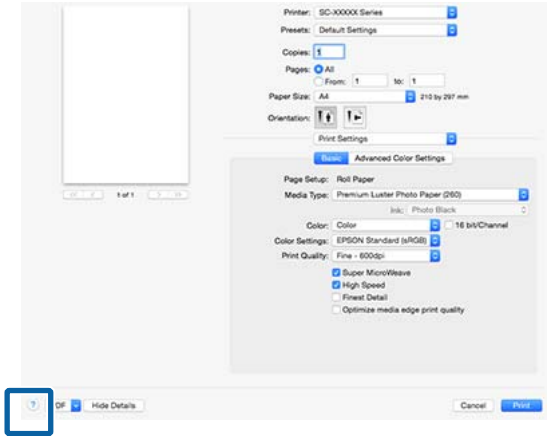 Printer: SC-XXXXX Series
Presets: Default Settings
Copies: 1
Pages: All
From: 1 to: 1
Paper Size: A4 210 by 297 mm
Orientation:
Print Settings
Basic Advanced Color Settings
Page Setup: Roll Paper
1 of 1
Media Type: Premium Luster Photo Paper (260)
Ink: Photo Black
Color: Color 16 bit/Channel
Color Settings: EPSON Standard (sRGB)
Print Quality: Fine - 600dpi
Super MicroWeave
High Speed
Finest Detail
Optimize media edge print quality
? DF Hide Details Cancel Print